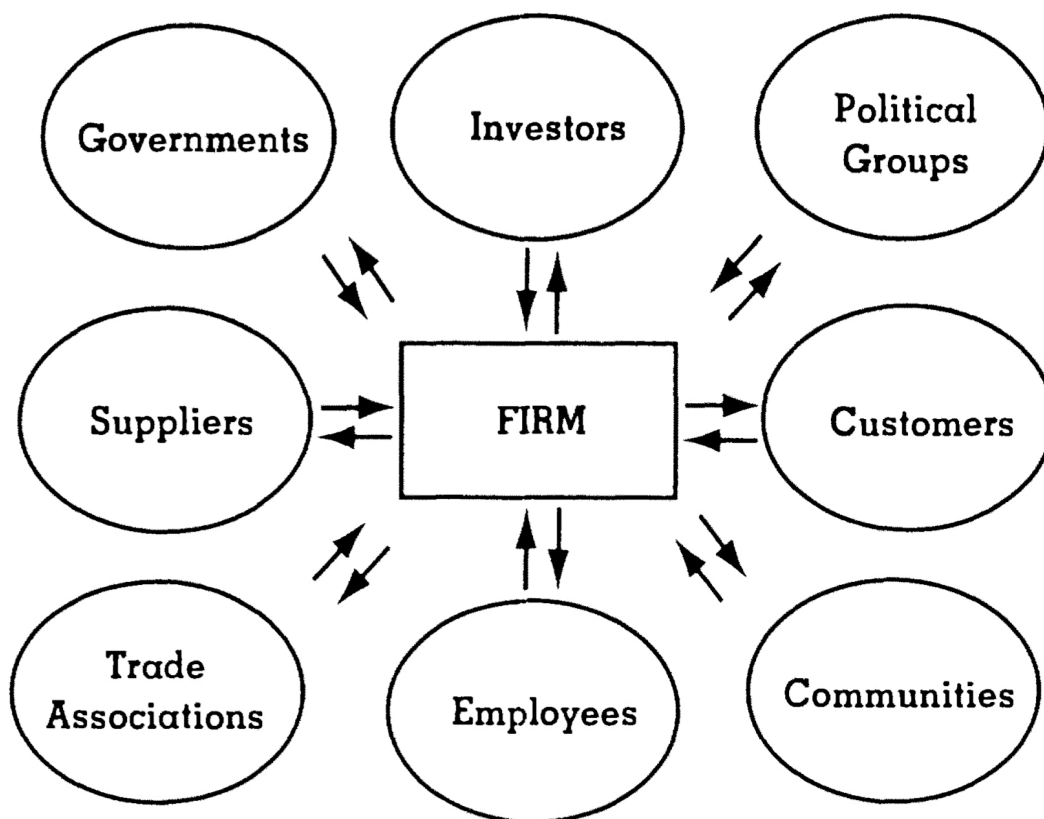 Governments
Investors
Political
Groups
Suppliers
FIRM
Customers
Trade
Associations
Employees
Communities